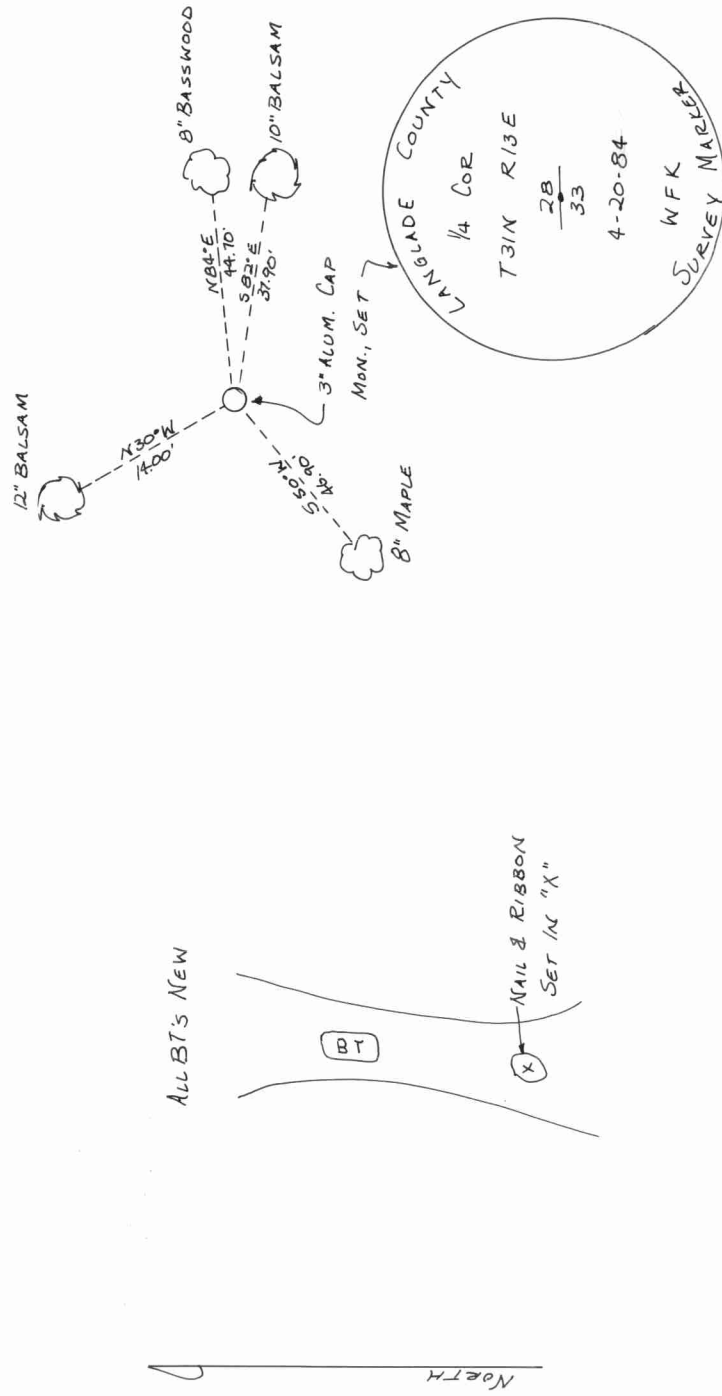 12" BALSAM
N30°W
14.00'
8" BASSWOOD
N84°E
44.70'
S82°E
37.90'
10" BALSAM
S50°W
8" MAPLE
3" ALUM. CAP
MON., SET
LANGLADE COUNTY
1/4 COR
T31N R13E
28
33
4-20-84
WFK
SURVEY MARKER
ALL BT's NEW
BT
X
NAIL & RIBBON
SET IN "X"
NORTH